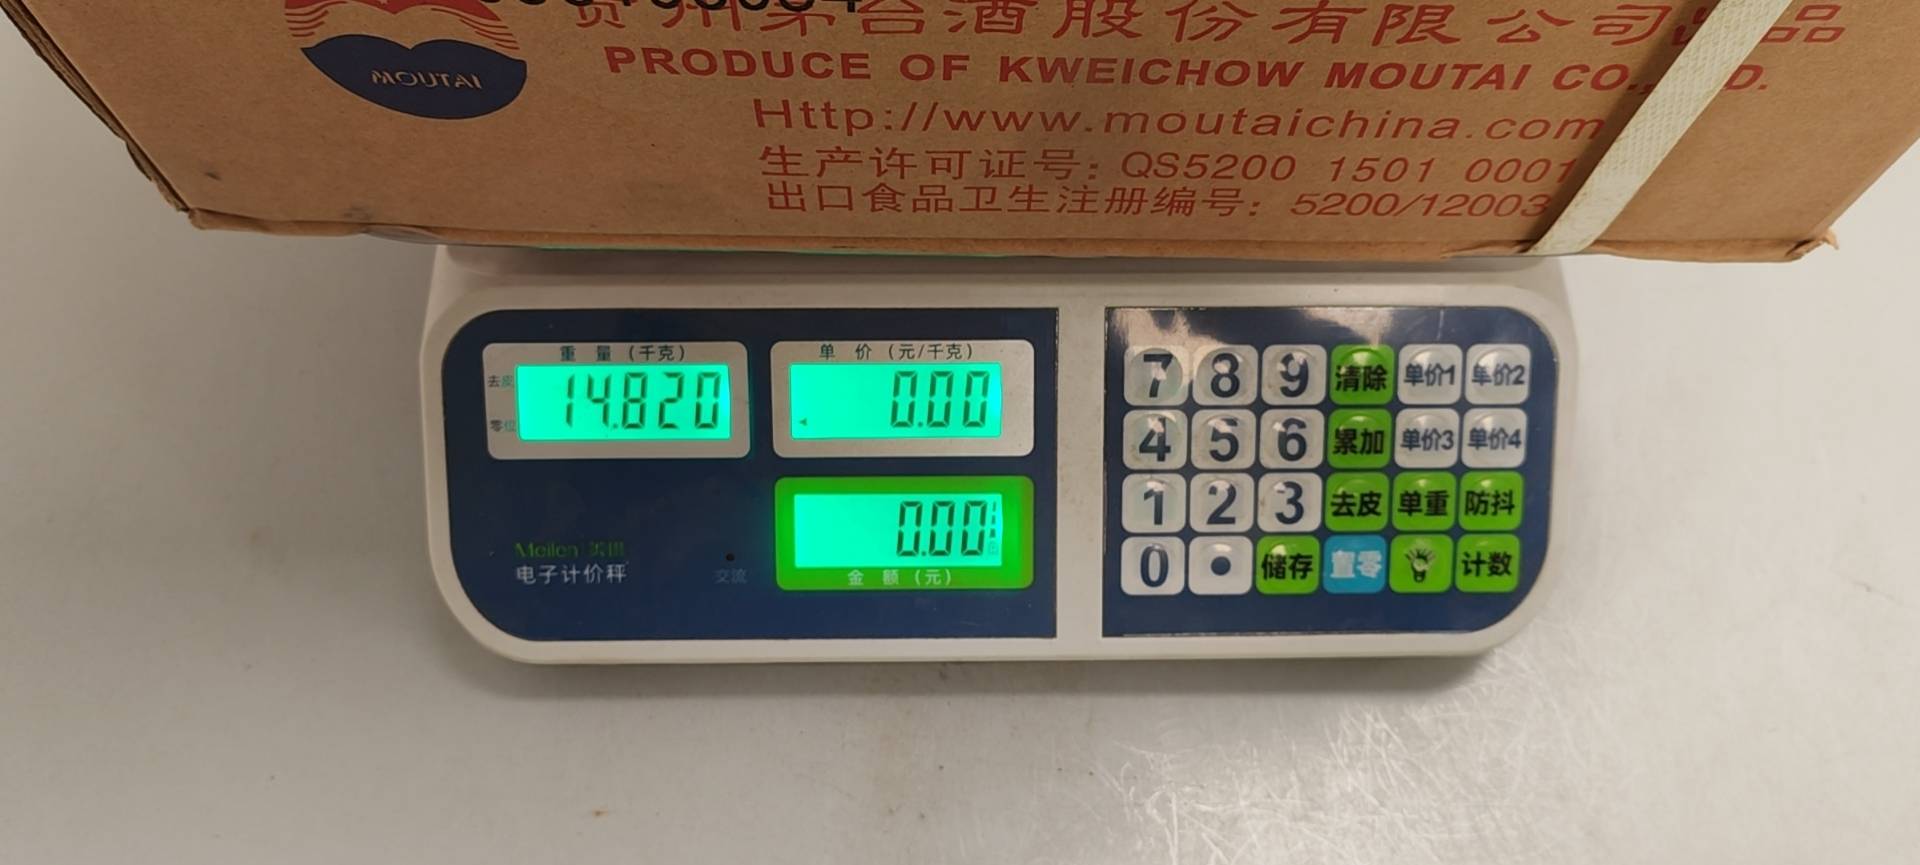 贵州茅台酒股份有限公司出品
MOUTAI
PRODUCE OF KWEICHOW MOUTAI CO.,
Http://www.moutaichina.com
生产许可证号: QS5200 1501 0001
出口食品卫生注册编号: 5200/12003
重 量 (千克)
去皮
14.820
零位
单 价 (元/千克)
0.00
0.00
金 额 (元)
Meilen
电子计价秤
交流
7 8 9 清除 单价1 单价2
4 5 6 累加 单价3 单价4
1 2 3 去皮 单重 防抖
0 • 储存 置零 计数